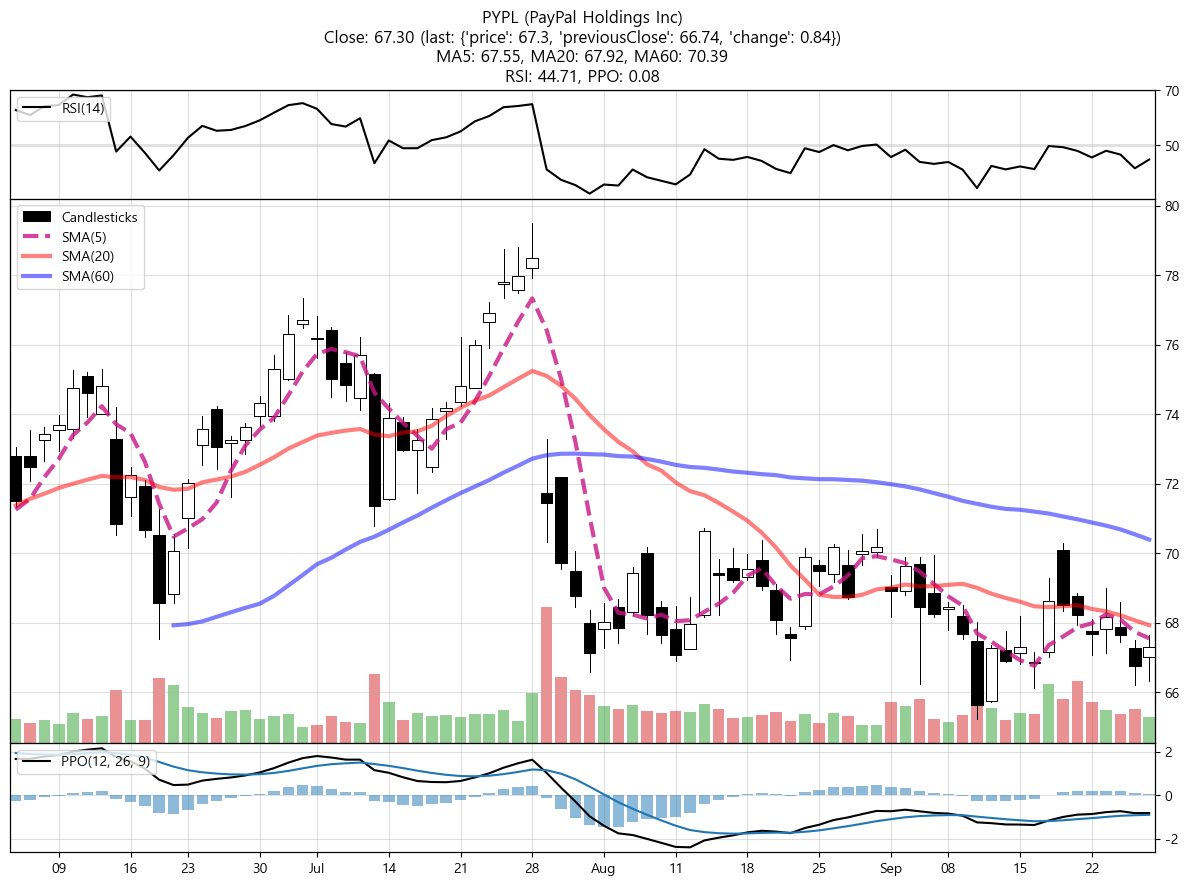 PYPL (PayPal Holdings Inc)
Close: 67.30 (last: {'price': 67.3, 'previousClose': 66.74, 'change': 0.84})
MA5: 67.55, MA20: 67.92, MA60: 70.39
RSI: 44.71, PPO: 0.08
RSI(14)
70
50
Candlesticks
SMA(5)
SMA(20)
SMA(60)
80
78
76
74
72
70
68
66
PPO(12, 26, 9)
2
0
-2
09 16 23 30 Jul 14 21 28 Aug 11 18 25 Sep 08 15 22